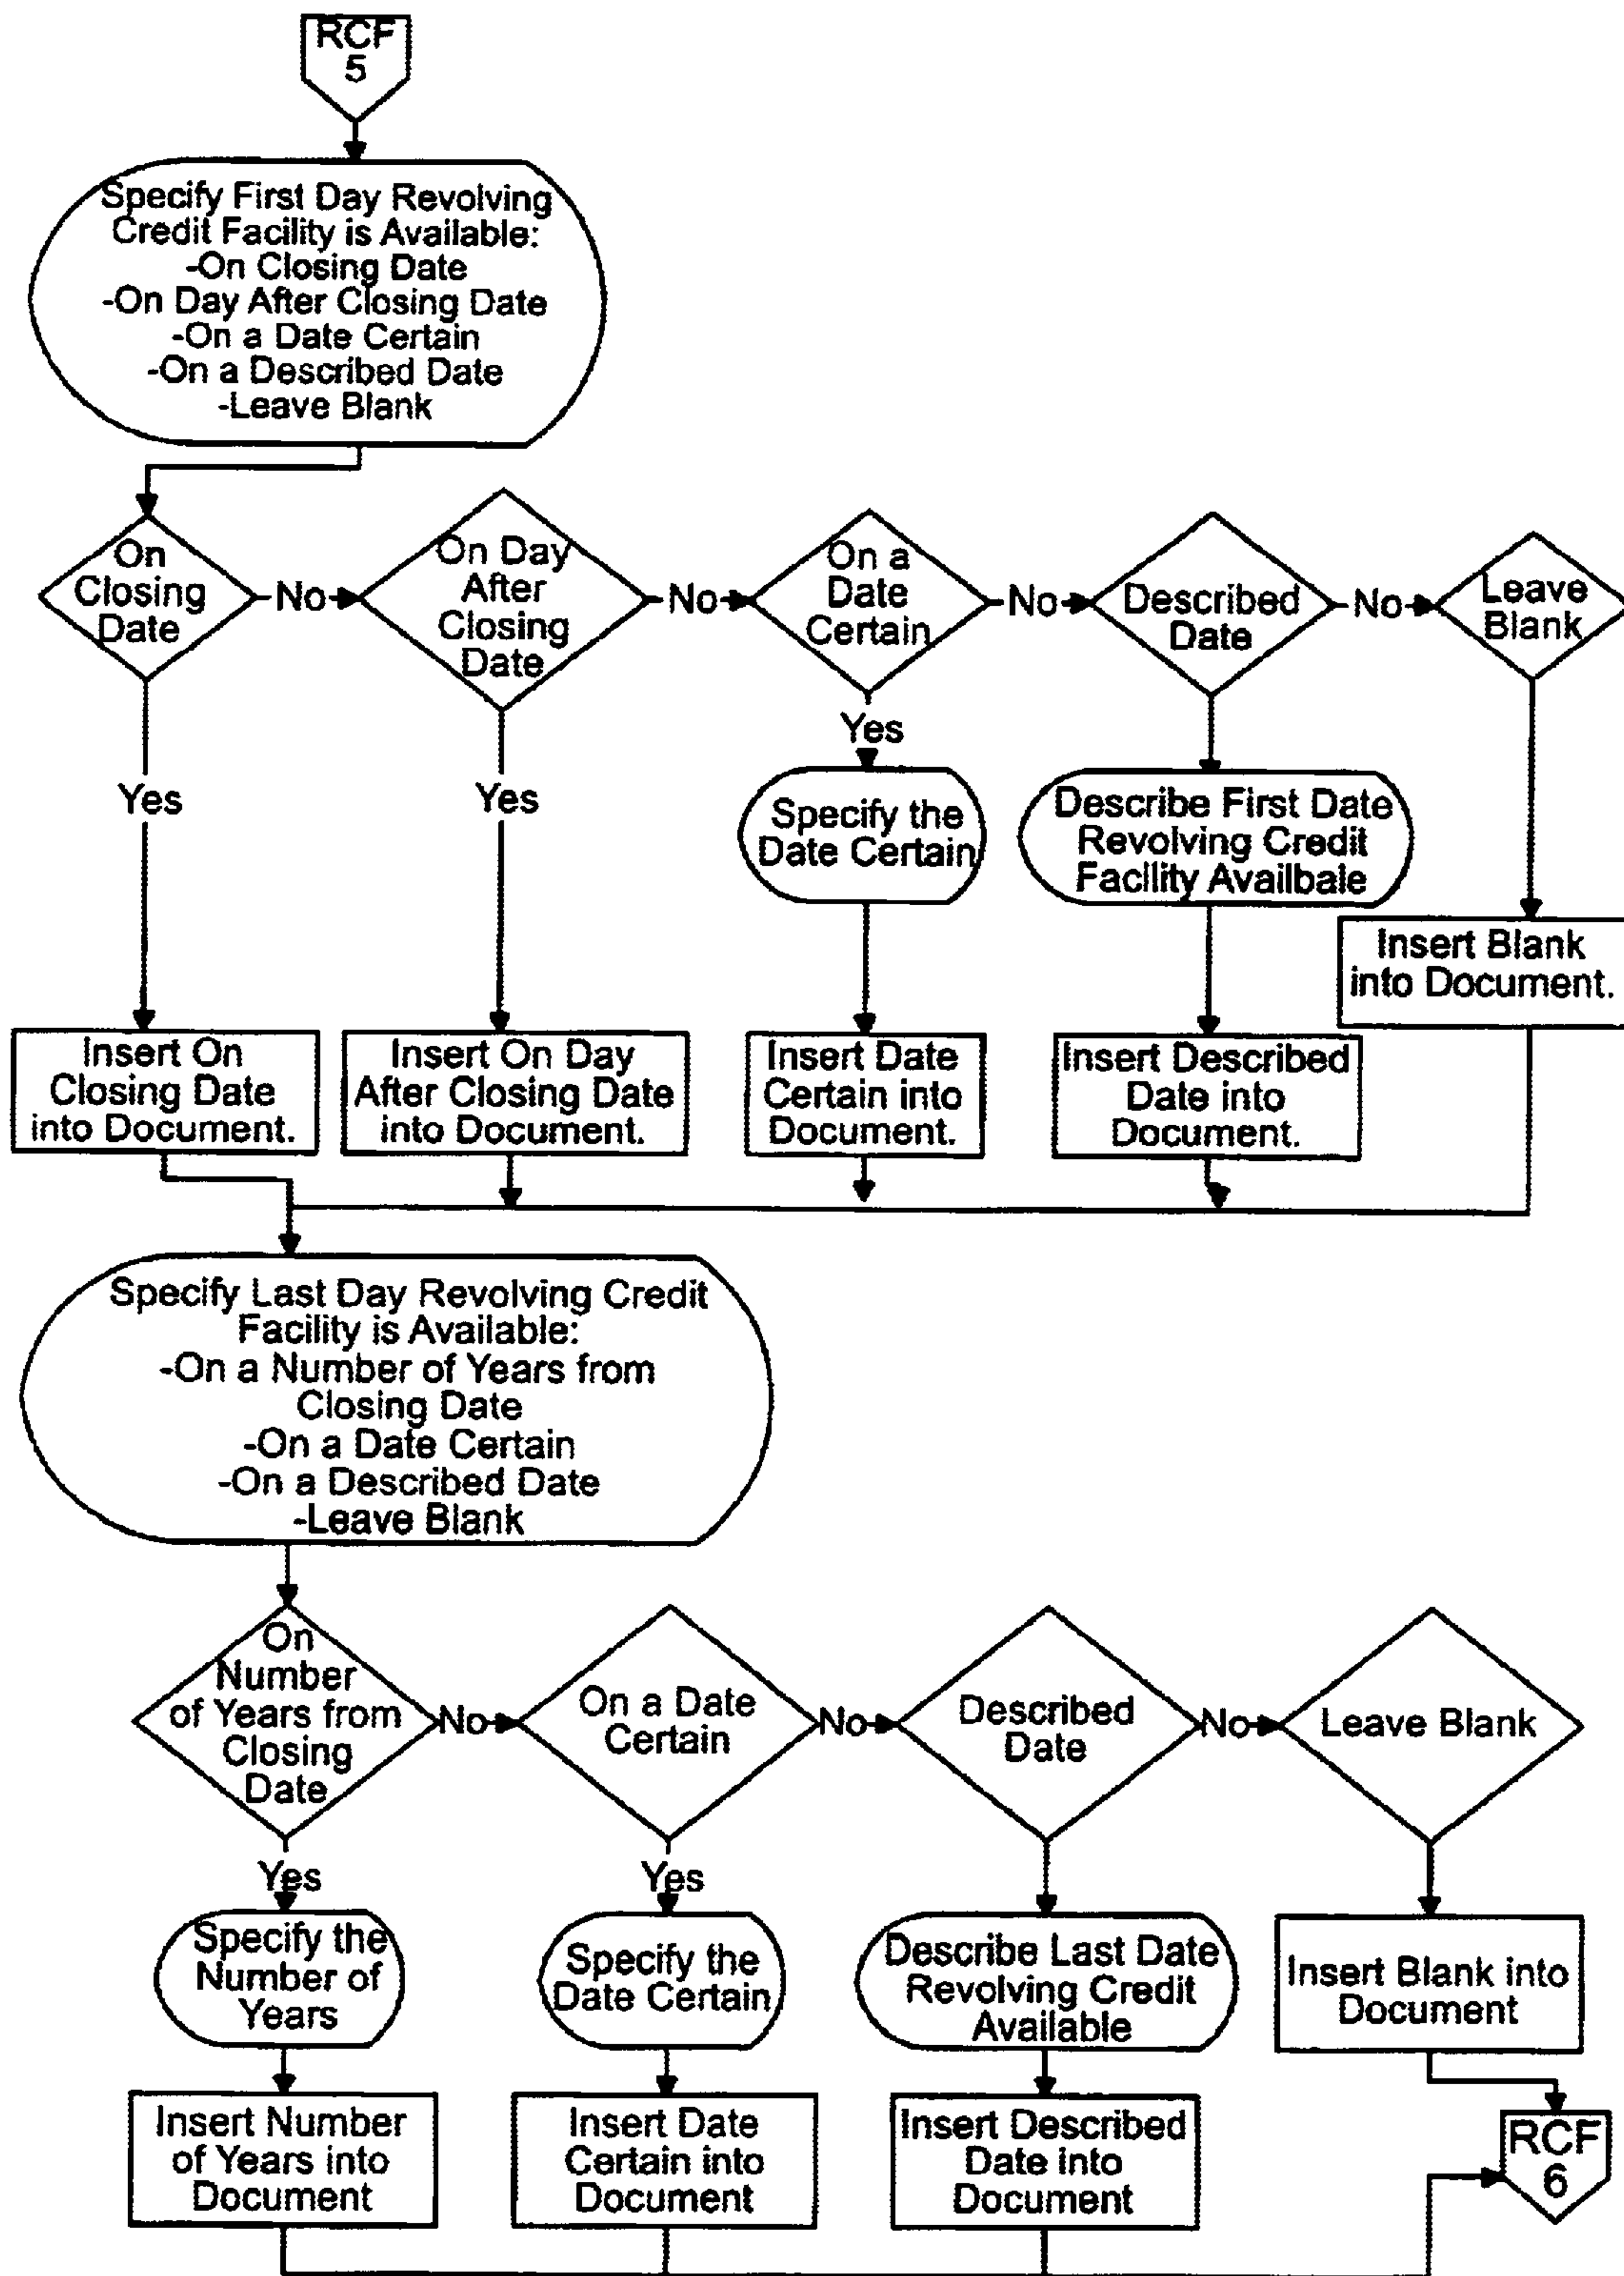 RCF
5
Specify First Day Revolving
Credit Facility is Available:
-On Closing Date
-On Day After Closing Date
-On a Date Certain
-On a Described Date
-Leave Blank
On
Closing
Date
No
On Day
After
Closing
Date
No
On a
Date
Certain
No
Described
Date
No
Leave
Blank
Yes
Yes
Yes
Specify the
Date Certain
Describe First Date
Revolving Credit
Facility Availbale
Insert On
Closing Date
into Document.
Insert On Day
After Closing Date
into Document.
Insert Date
Certain into
Document.
Insert Described
Date into
Document.
Insert Blank
into Document.
Specify Last Day Revolving Credit
Facility is Available:
-On a Number of Years from
Closing Date
-On a Date Certain
-On a Described Date
-Leave Blank
On
Number
of Years from
Closing
Date
No
On a Date
Certain
No
Described
Date
No
Leave Blank
Yes
Yes
Specify the
Number of
Years
Specify the
Date Certain
Describe Last Date
Revolving Credit
Available
Insert Blank into
Document
Insert Number
of Years into
Document
Insert Date
Certain into
Document
Insert Described
Date into
Document
RCF
6